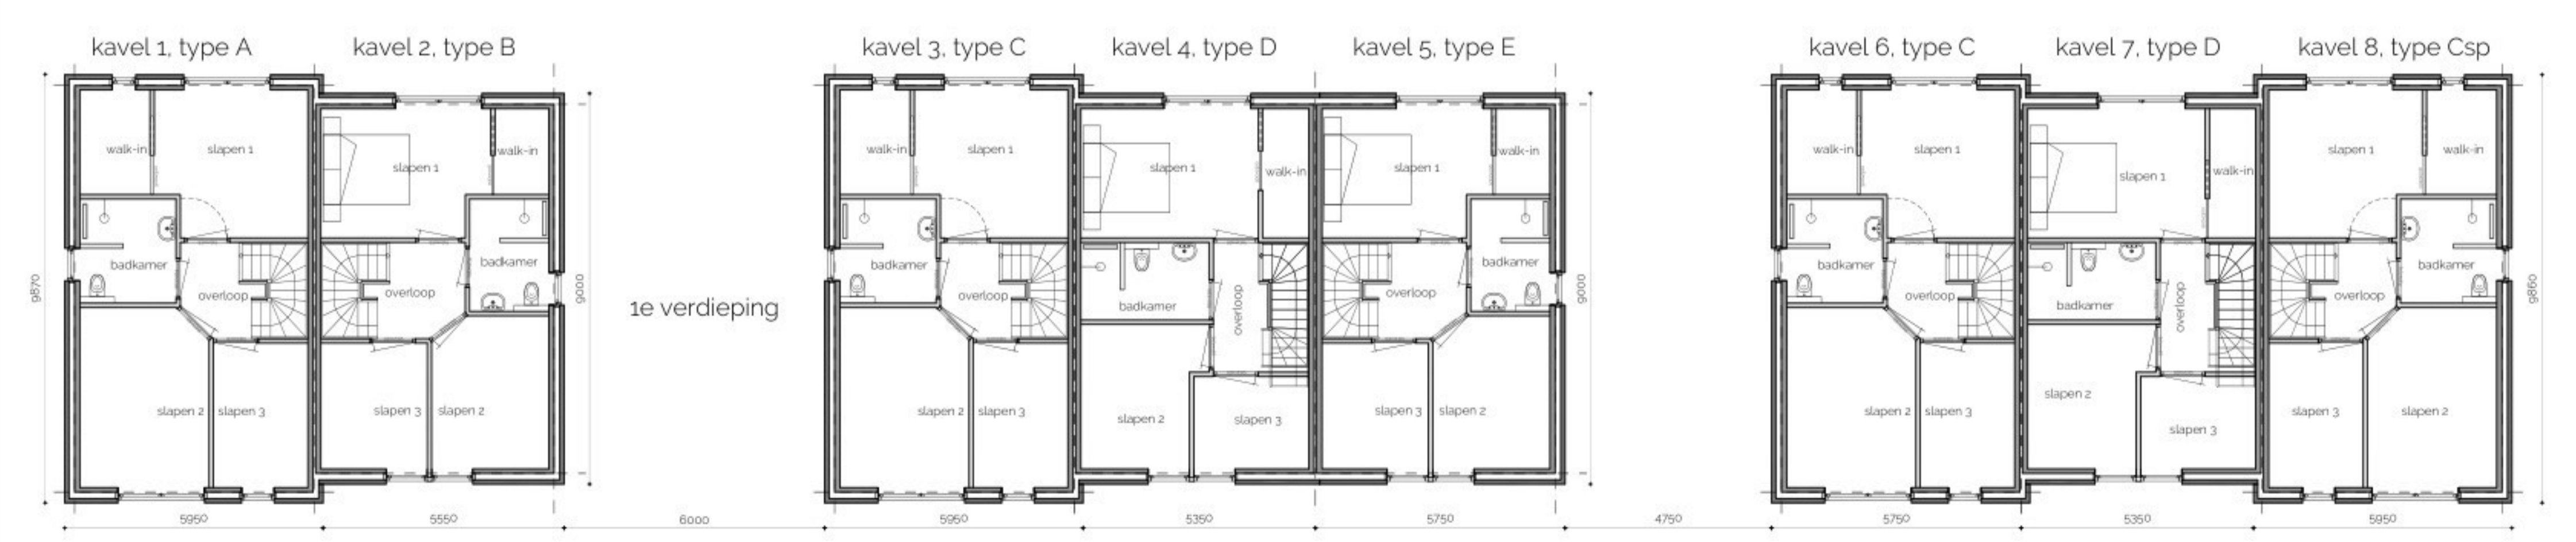 kavel 1, type A
kavel 2, type B
kavel 3, type C
kavel 4, type D
kavel 5, type E
kavel 6, type C
kavel 7, type D
kavel 8, type Csp
walk-in
slapen 1
slapen 1
walk-in
badkamer
overloop
overloop
badkamer
slapen 2
slapen 3
slapen 3
slapen 2
9870
9000
1e verdieping
walk-in
slapen 1
slapen 1
walk-in
slapen 1
walk-in
badkamer
overloop
badkamer
overloop
overloop
badkamer
slapen 2
slapen 3
slapen 2
slapen 3
slapen 3
slapen 2
9000
walk-in
slapen 1
slapen 1
walk-in
slapen 1
walk-in
badkamer
overloop
badkamer
overloop
overloop
badkamer
slapen 2
slapen 3
slapen 2
slapen 3
slapen 3
slapen 2
9860
5950
5550
6000
5950
5350
5750
4750
5750
5350
5950